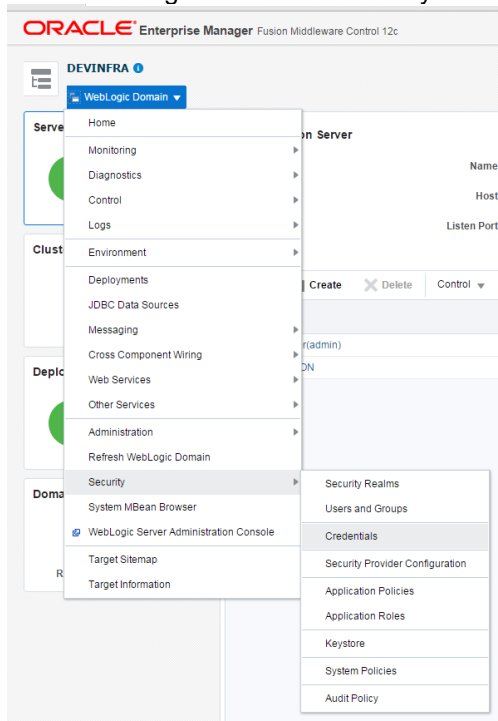 ORACLE Enterprise Manager Fusion Middleware Control 12c
DEVINFRA
WebLogic Domain
Home
Monitoring
Diagnostics
Control
Logs
Environment
Deployments
JDBC Data Sources
Messaging
Cross Component Wiring
Web Services
Other Services
Administration
Refresh WebLogic Domain
Security
System MBean Browser
WebLogic Server Administration Console
Target Sitemap
Target Information
Security Realms
Users and Groups
Credentials
Security Provider Configuration
Application Policies
Application Roles
Keystore
System Policies
Audit Policy
Serve
Clust
Deplo
Doma
R
on Server
Name
Host
Listen Port
Create
Delete
Control
r(admin)
ON